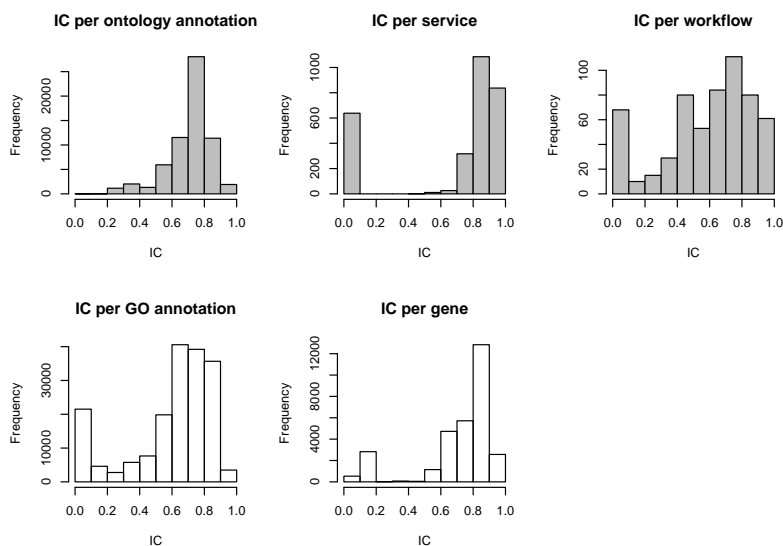 IC per ontology annotation
Frequency
0 10000 20000
0.0 0.2 0.4 0.6 0.8 1.0
IC
IC per service
Frequency
0 200 600 1000
0.0 0.2 0.4 0.6 0.8 1.0
IC
IC per workflow
Frequency
0 20 60 100
0.0 0.2 0.4 0.6 0.8 1.0
IC
IC per GO annotation
Frequency
0 10000 30000
0.0 0.2 0.4 0.6 0.8 1.0
IC
IC per gene
Frequency
0 4000 8000 12000
0.0 0.2 0.4 0.6 0.8 1.0
IC